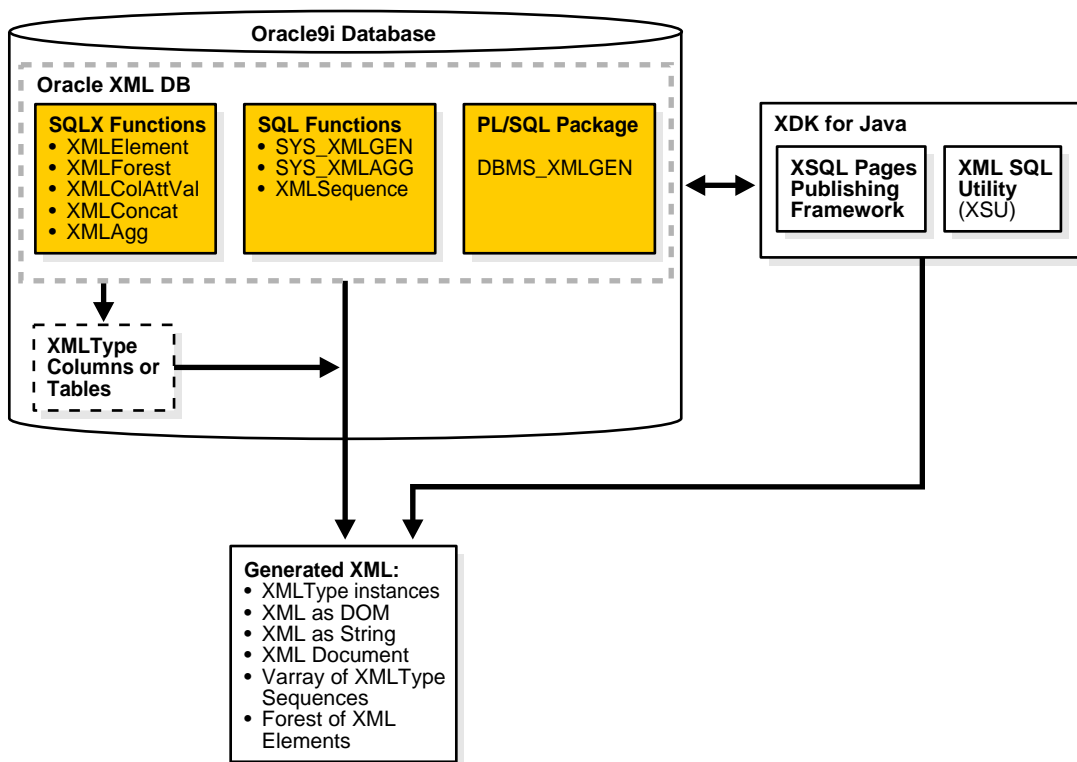 Oracle9i Database
Oracle XML DB
SQLX Functions
• XMLElement
• XMLForest
• XMLColAttVal
• XMLConcat
• XMLAgg
SQL Functions
• SYS_XMLGEN
• SYS_XMLAGG
• XMLSequence
PL/SQL Package
DBMS_XMLGEN
XDK for Java
XSQL Pages
Publishing
Framework
XML SQL
Utility
(XSU)
XMLType
Columns or
Tables
Generated XML:
• XMLType instances
• XML as DOM
• XML as String
• XML Document
• Varray of XMLType
Sequences
• Forest of XML
Elements